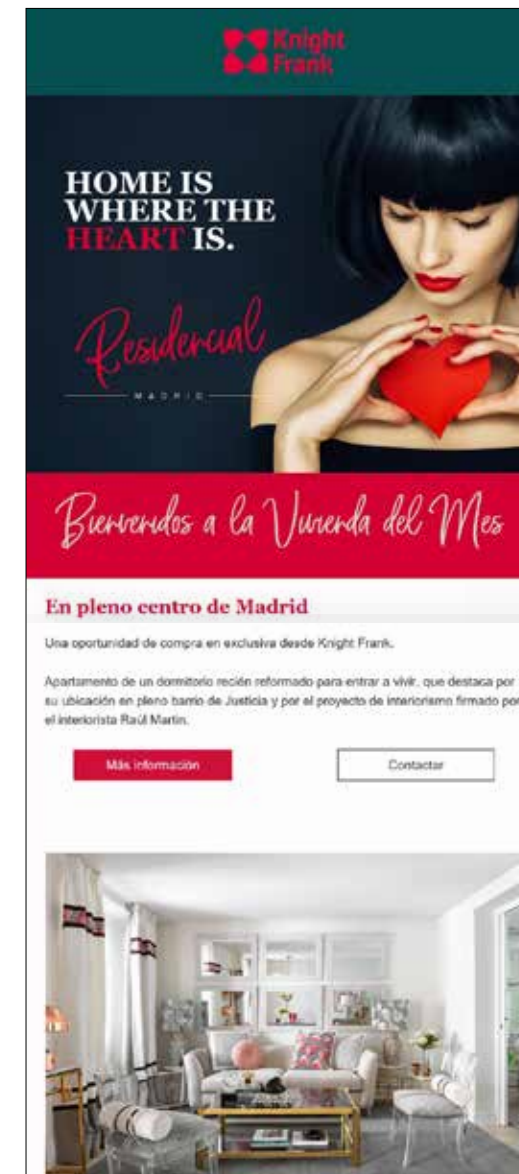 Knight
Frank
HOME IS
WHERE THE
HEART IS.
Residencial
MADRID
Bienvenidos a la Vivienda del Mes
En pleno centro de Madrid
Una oportunidad de compra en exclusiva desde Knight Frank.
Apartamento de un dormitorio recién reformado para entrar a vivir, que destaca por
su ubicación en pleno barrio de Justicia y por el proyecto de interiorismo firmado por
el interiorista Raúl Martin.
Más información
Contactar